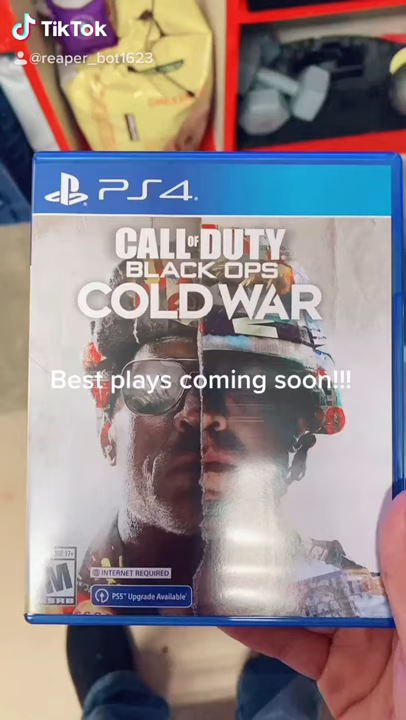 TikTok
@reaper_bot1623
PS4
CALL OF DUTY
BLACK OPS
COLD WAR
Best plays coming soon!!!
M
ESRB
INTERNET REQUIRED
PS5 Upgrade Available